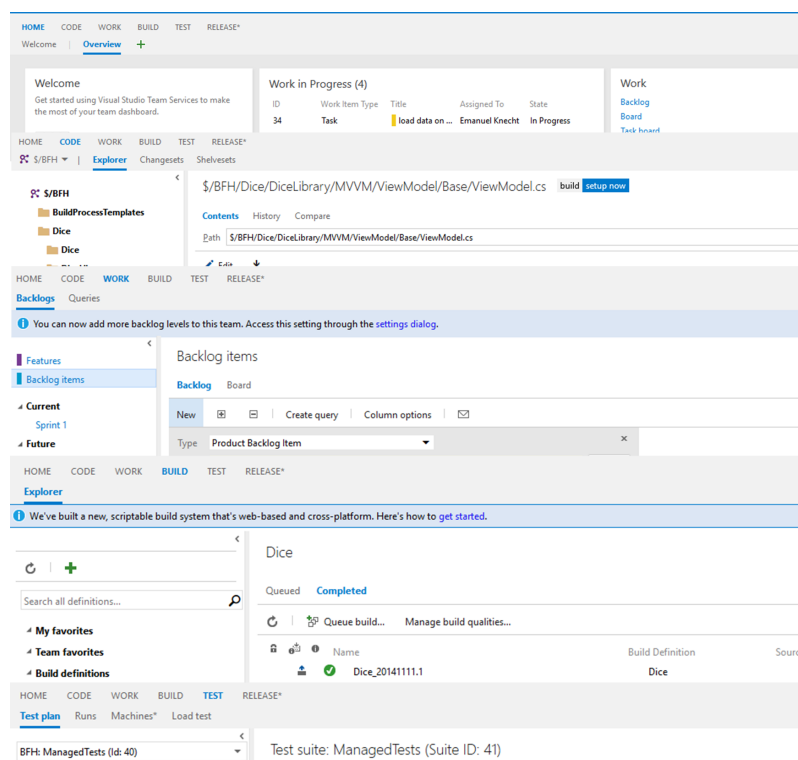 HOME CODE WORK BUILD TEST RELEASE*
Welcome Overview
Welcome
Get started using Visual Studio Team Services to make
the most of your team dashboard.
Work in Progress (4)
ID Work Item Type Title Assigned To State
34 Task load data on ... Emanuel Knecht In Progress
Work
Backlog
Board
Task board
HOME CODE WORK BUILD TEST RELEASE*
$/BFH | Explorer Changesets Shelvesets
$/BFH
BuildProcessTemplates
Dice
Dice
$/BFH/Dice/DiceLibrary/MVVM/ViewModel/Base/ViewModel.cs build setup now
Contents History Compare
Path $/BFH/Dice/DiceLibrary/MVVM/ViewModel/Base/ViewModel.cs
Edit
HOME CODE WORK BUILD TEST RELEASE*
Backlogs Queries
You can now add more backlog levels to this team. Access this setting through the settings dialog.
Features
Backlog items
Current
Sprint 1
Future
Backlog items
Backlog Board
New Create query Column options
Type Product Backlog Item
HOME CODE WORK BUILD TEST RELEASE*
Explorer
We've built a new, scriptable build system that's web-based and cross-platform. Here's how to get started.
Search all definitions...
My favorites
Team favorites
Build definitions
Dice
Queued Completed
Queue build... Manage build qualities...
Name Build Definition Sourc
Dice_20141111.1 Dice
HOME CODE WORK BUILD TEST RELEASE*
Test plan Runs Machines* Load test
BFH: ManagedTests (Id: 40)
Test suite: ManagedTests (Suite ID: 41)